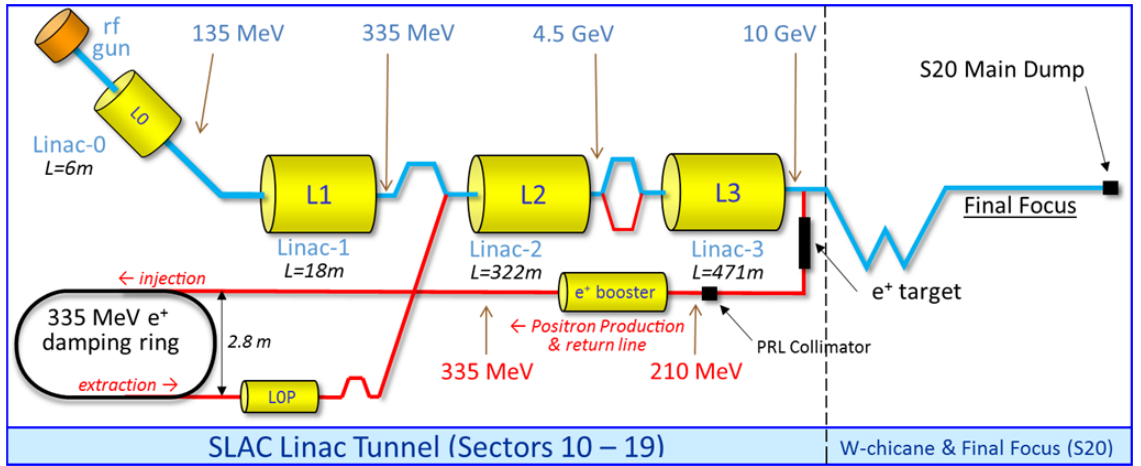 rf
gun
135 MeV
335 MeV
4.5 GeV
10 GeV
S20 Main Dump
L0
Linac-0
L=6m
L1
L2
L3
Final Focus
Linac-1
L=18m
Linac-2
L=322m
Linac-3
L=471m
e⁺ target
← injection
e⁺ booster
335 MeV e⁺
damping ring
2.8 m
← Positron Production
& return line
PRL Collimator
335 MeV
210 MeV
extraction →
L0P
SLAC Linac Tunnel (Sectors 10 – 19)
W-chicane & Final Focus (S20)